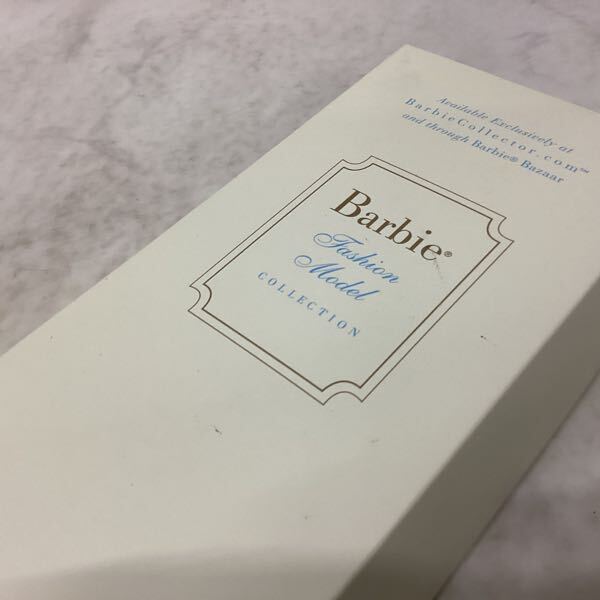 Available Exclusively at
BarbieCollector.com™
and through Barbie® Bazaar
Barbie®
Fashion
Model
COLLECTION